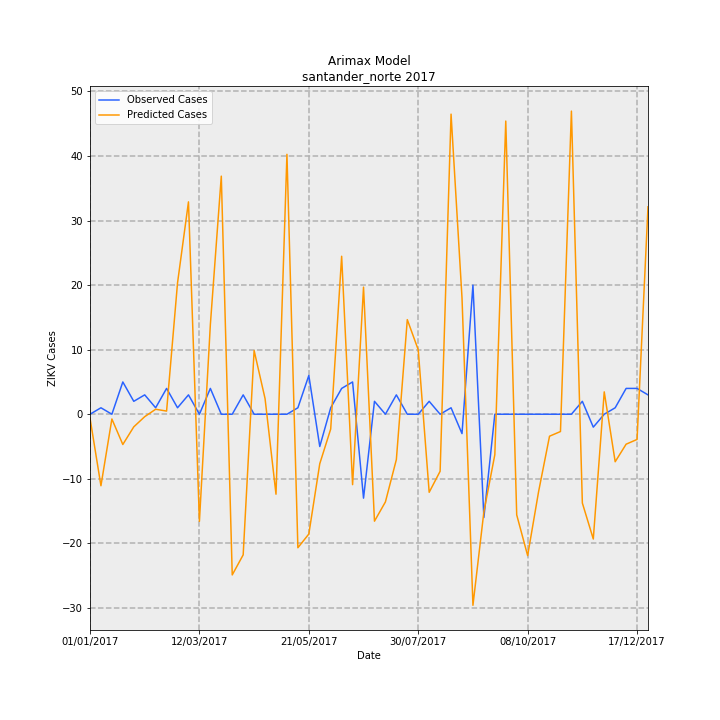 Arimax Model
santander_norte 2017
Observed Cases
Predicted Cases
ZIKV Cases
50
40
30
20
10
0
−10
−20
−30
01/01/2017
12/03/2017
21/05/2017
30/07/2017
08/10/2017
17/12/2017
Date